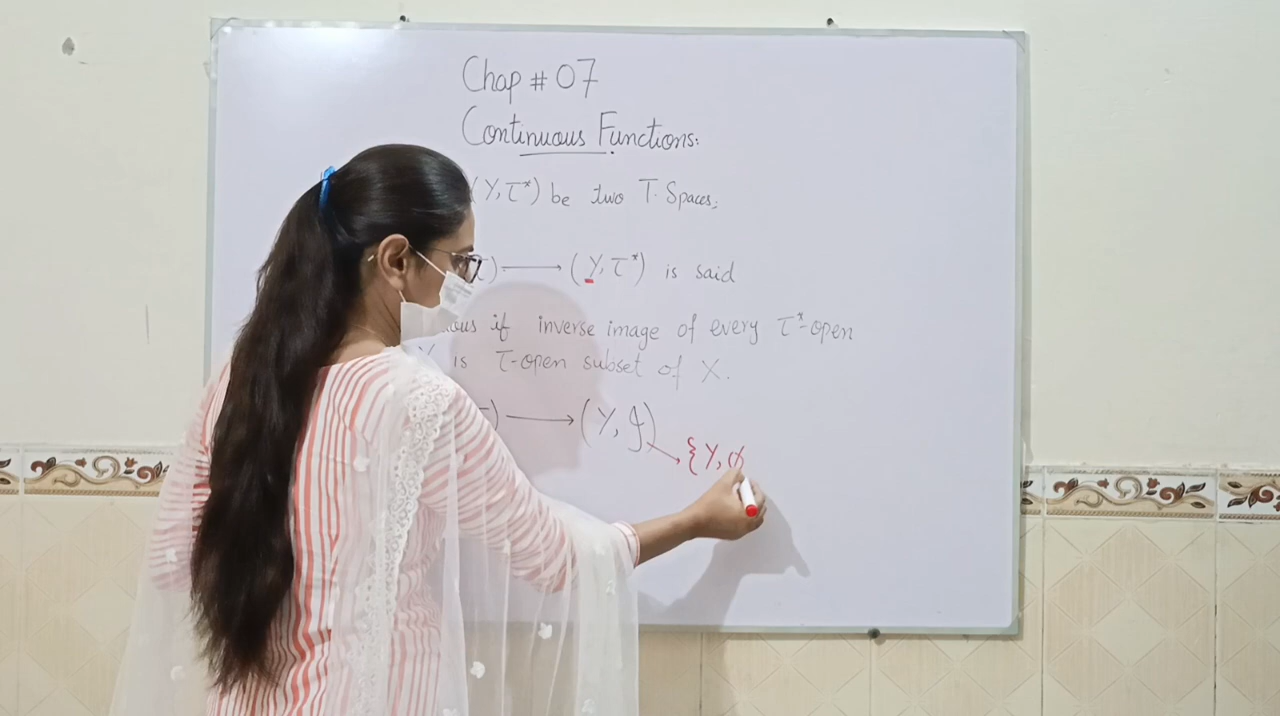 Chap # 07
Continuous Functions:
(Y, τ*) be two T. Spaces;
τ) ⟶ (Y, τ*) is said
ous if inverse image of every τ*-open
Y is τ-open subset of X.
) ⟶ (Y, ℐ)
{Y, φ